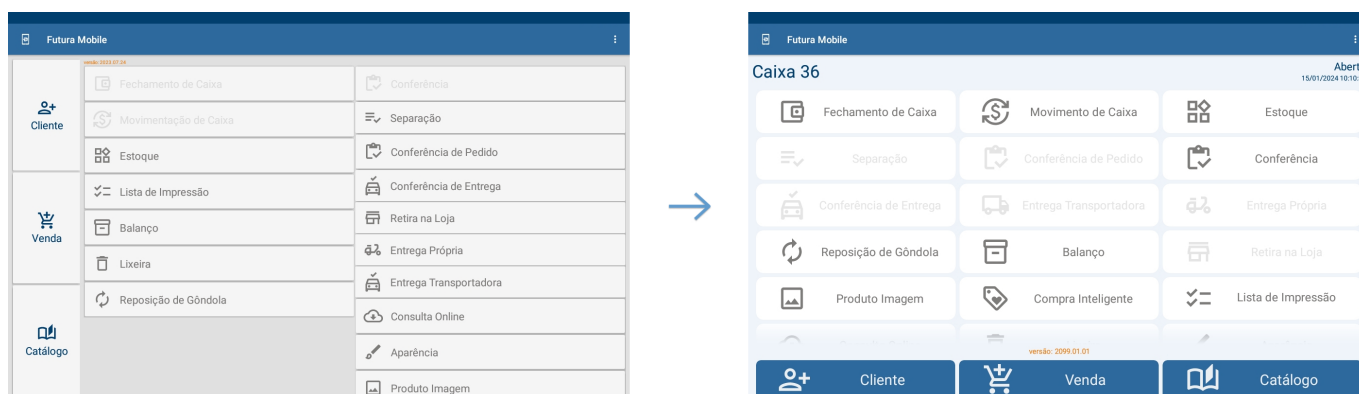 Futura Mobile
versão 2023.07.24
Cliente
Venda
Catálogo
Fechamento de Caixa
Movimentação de Caixa
Estoque
Lista de Impressão
Balanço
Lixeira
Reposição de Gôndola
Conferência
Separação
Conferência de Pedido
Conferência de Entrega
Retira na Loja
Entrega Própria
Entrega Transportadora
Consulta Online
Aparência
Produto Imagem
Futura Mobile
Caixa 36
Abert
15/01/2024 10:10:
Fechamento de Caixa Movimento de Caixa Estoque
Separação Conferência de Pedido Conferência
Conferência de Entrega Entrega Transportadora Entrega Própria
Reposição de Gôndola Balanço Retira na Loja
Produto Imagem Compra Inteligente Lista de Impressão
versão: 2099.01.01
Cliente Venda Catálogo